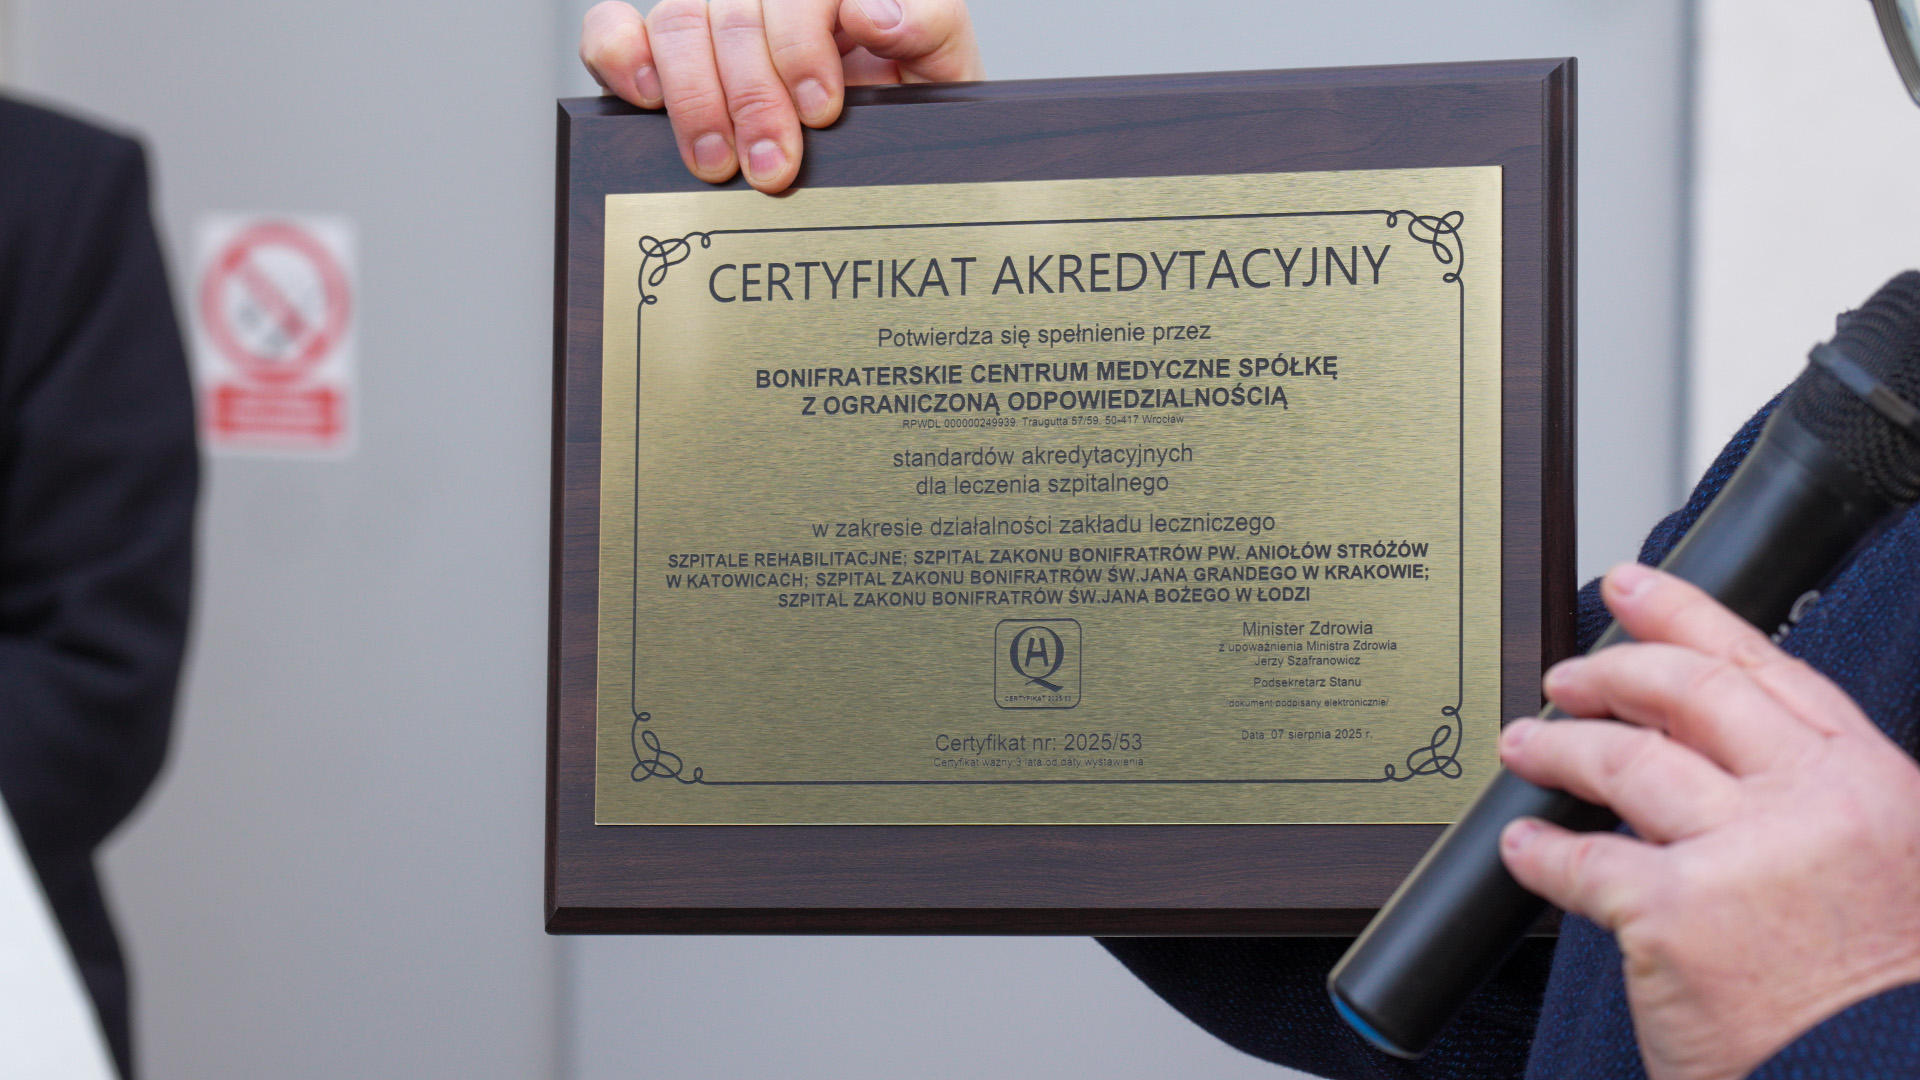 CERTYFIKAT AKREDYTACYJNY
Potwierdza się spełnienie przez
BONIFRATERSKIE CENTRUM MEDYCZNE SPÓŁKĘ
Z OGRANICZONĄ ODPOWIEDZIALNOŚCIĄ
RPWDL 000000249939, Traugutta 57/59, 50-417 Wrocław
standardów akredytacyjnych
dla leczenia szpitalnego
w zakresie działalności zakładu leczniczego
SZPITALE REHABILITACJNE; SZPITAL ZAKONU BONIFRATRÓW PW. ANIOŁÓW STRÓŻÓW
W KATOWICACH; SZPITAL ZAKONU BONIFRATRÓW ŚW.JANA GRANDEGO W KRAKOWIE;
SZPITAL ZAKONU BONIFRATRÓW ŚW.JANA BOŻEGO W ŁODZI
CERTYFIKAT 2025/53
Minister Zdrowia
z upoważnienia Ministra Zdrowia
Jerzy Szafranowicz
Podsekretarz Stanu
/dokument podpisany elektronicznie/
Data: 07 sierpnia 2025 r.
Certyfikat nr: 2025/53
Certyfikat ważny 3 lata od daty wystawienia